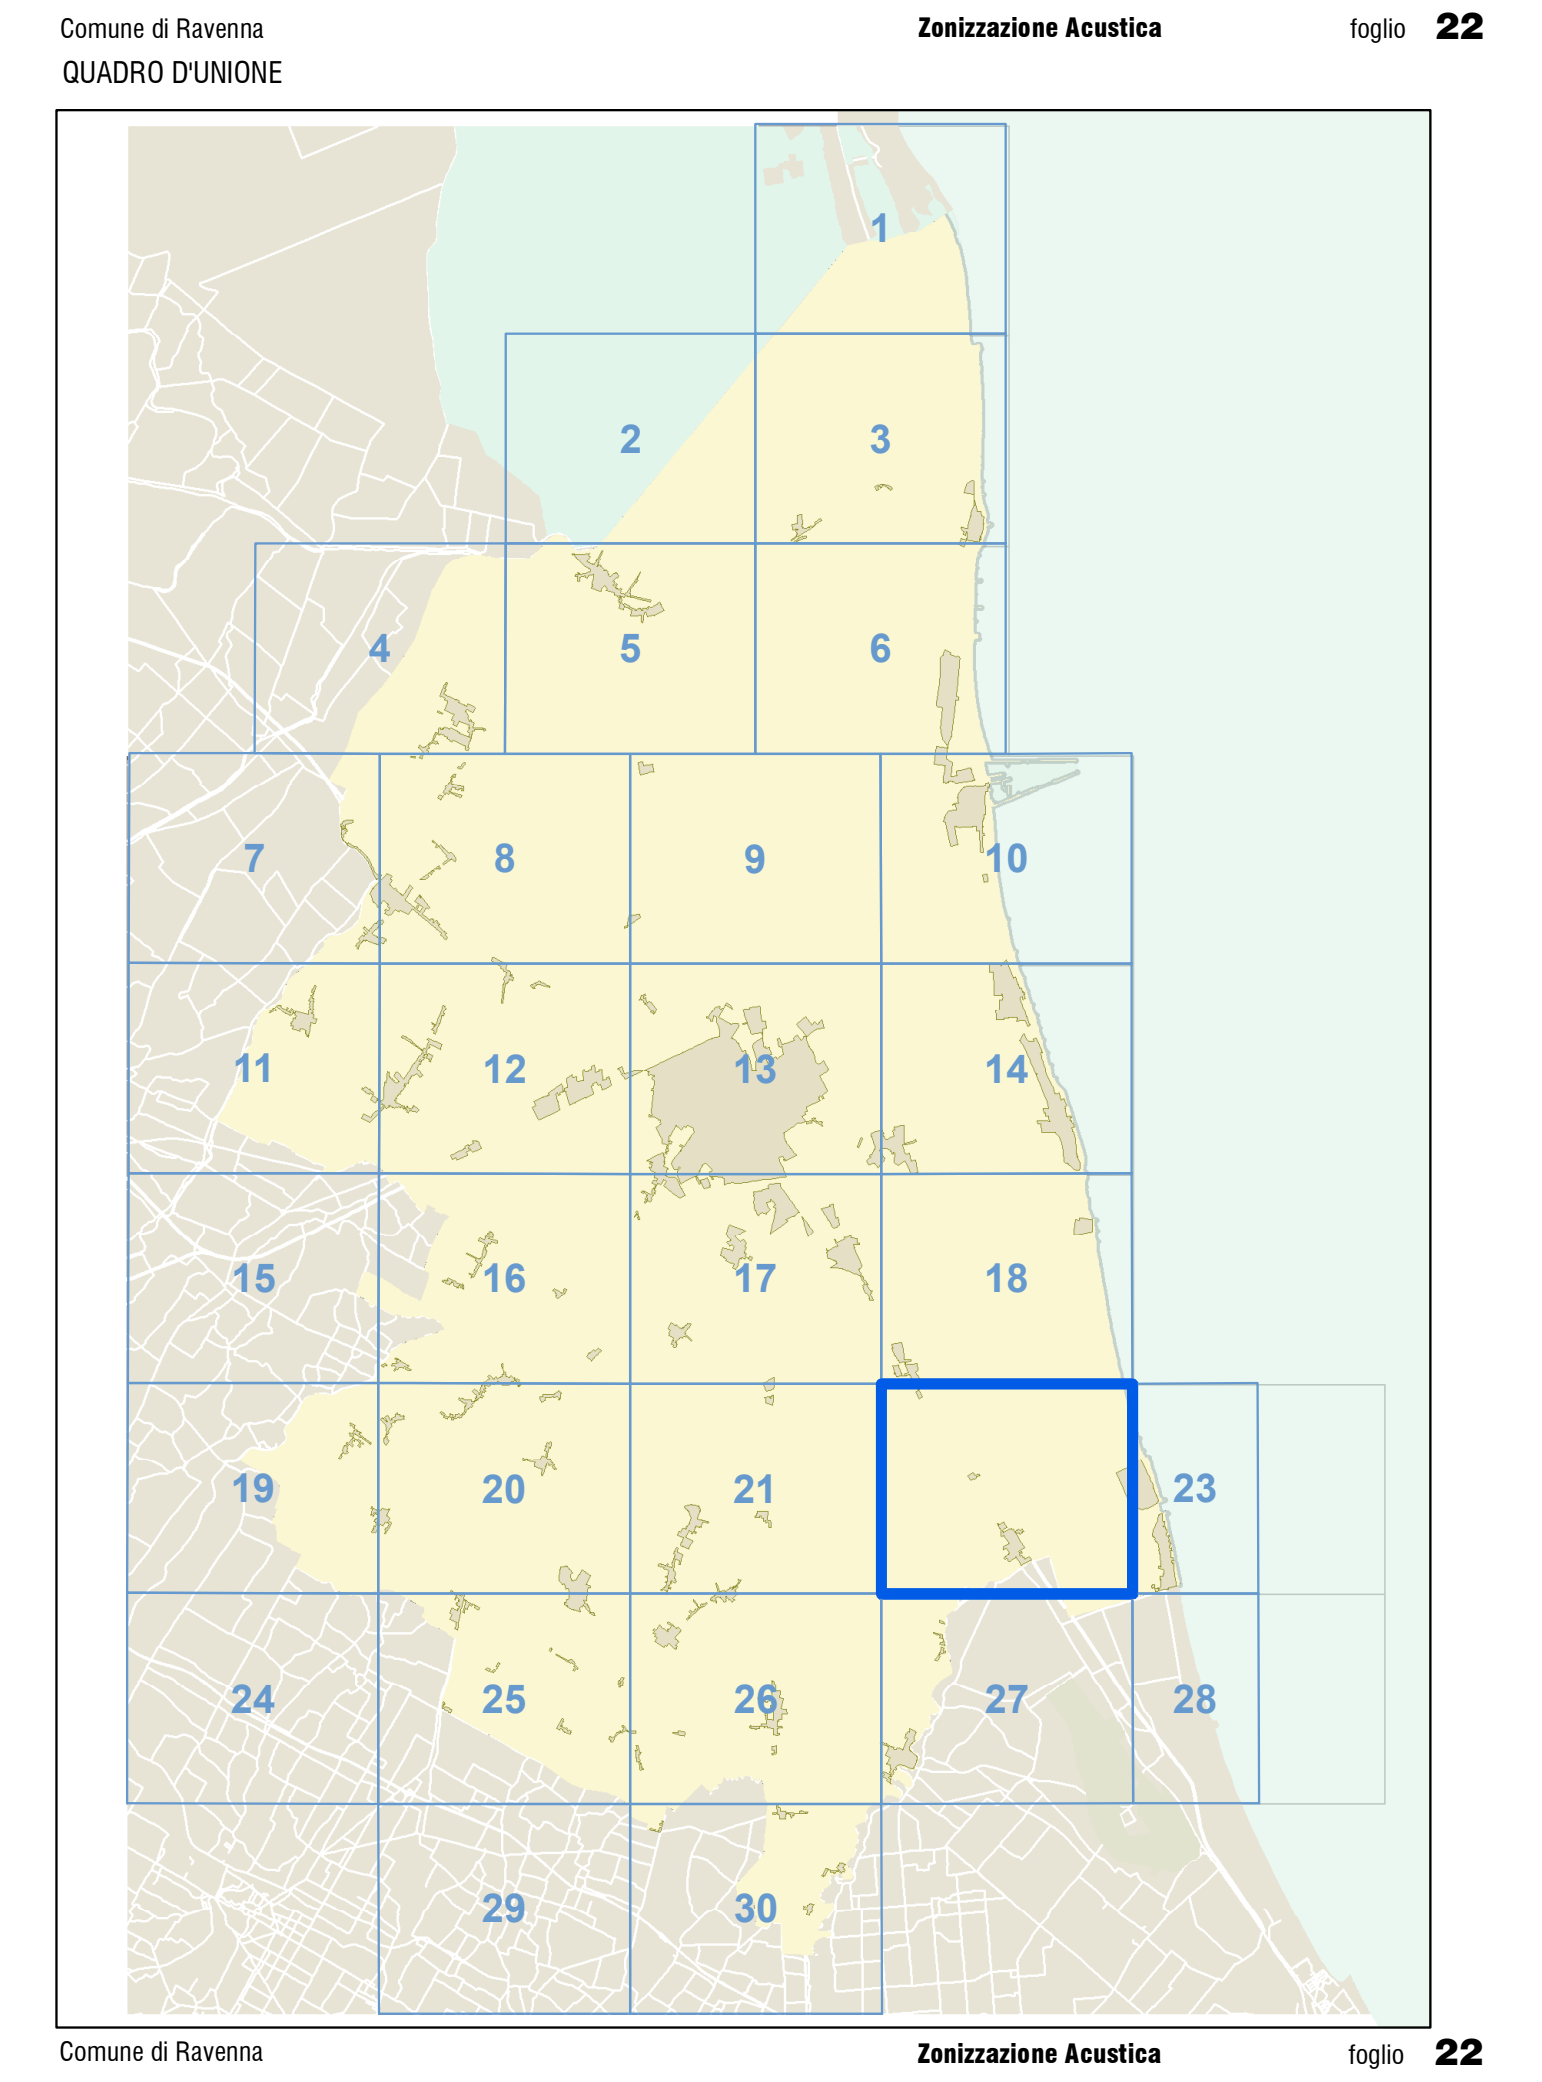 Comune di Ravenna Zonizzazione Acustica foglio 22
QUADRO D'UNIONE
1
2 3
4 5 6
7 8 9 10
11 12 13 14
15 16 17 18
19 20 21 23
24 25 26 27 28
29 30
Comune di Ravenna Zonizzazione Acustica foglio 22